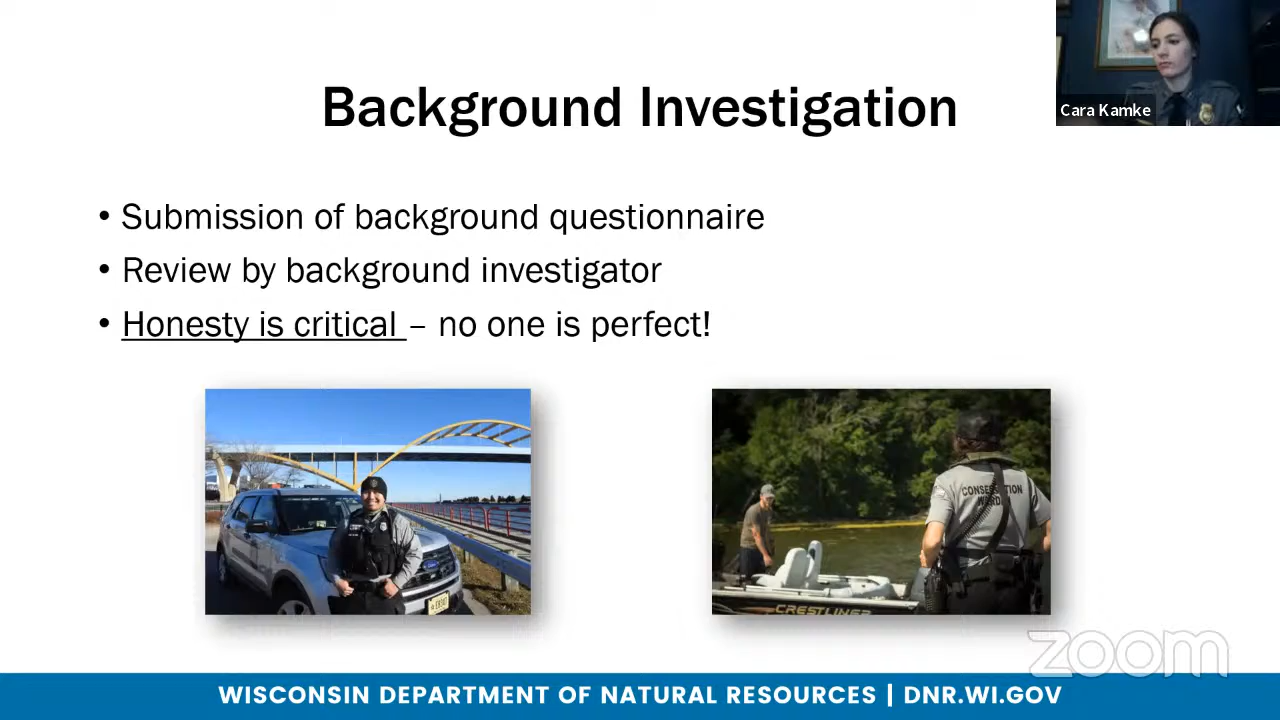 Cara Kamke
Background Investigation
• Submission of background questionnaire
• Review by background investigator
• Honesty is critical – no one is perfect!
CONSERVATION
WARDEN
CRESTLINER
zoom
WISCONSIN DEPARTMENT OF NATURAL RESOURCES | DNR.WI.GOV